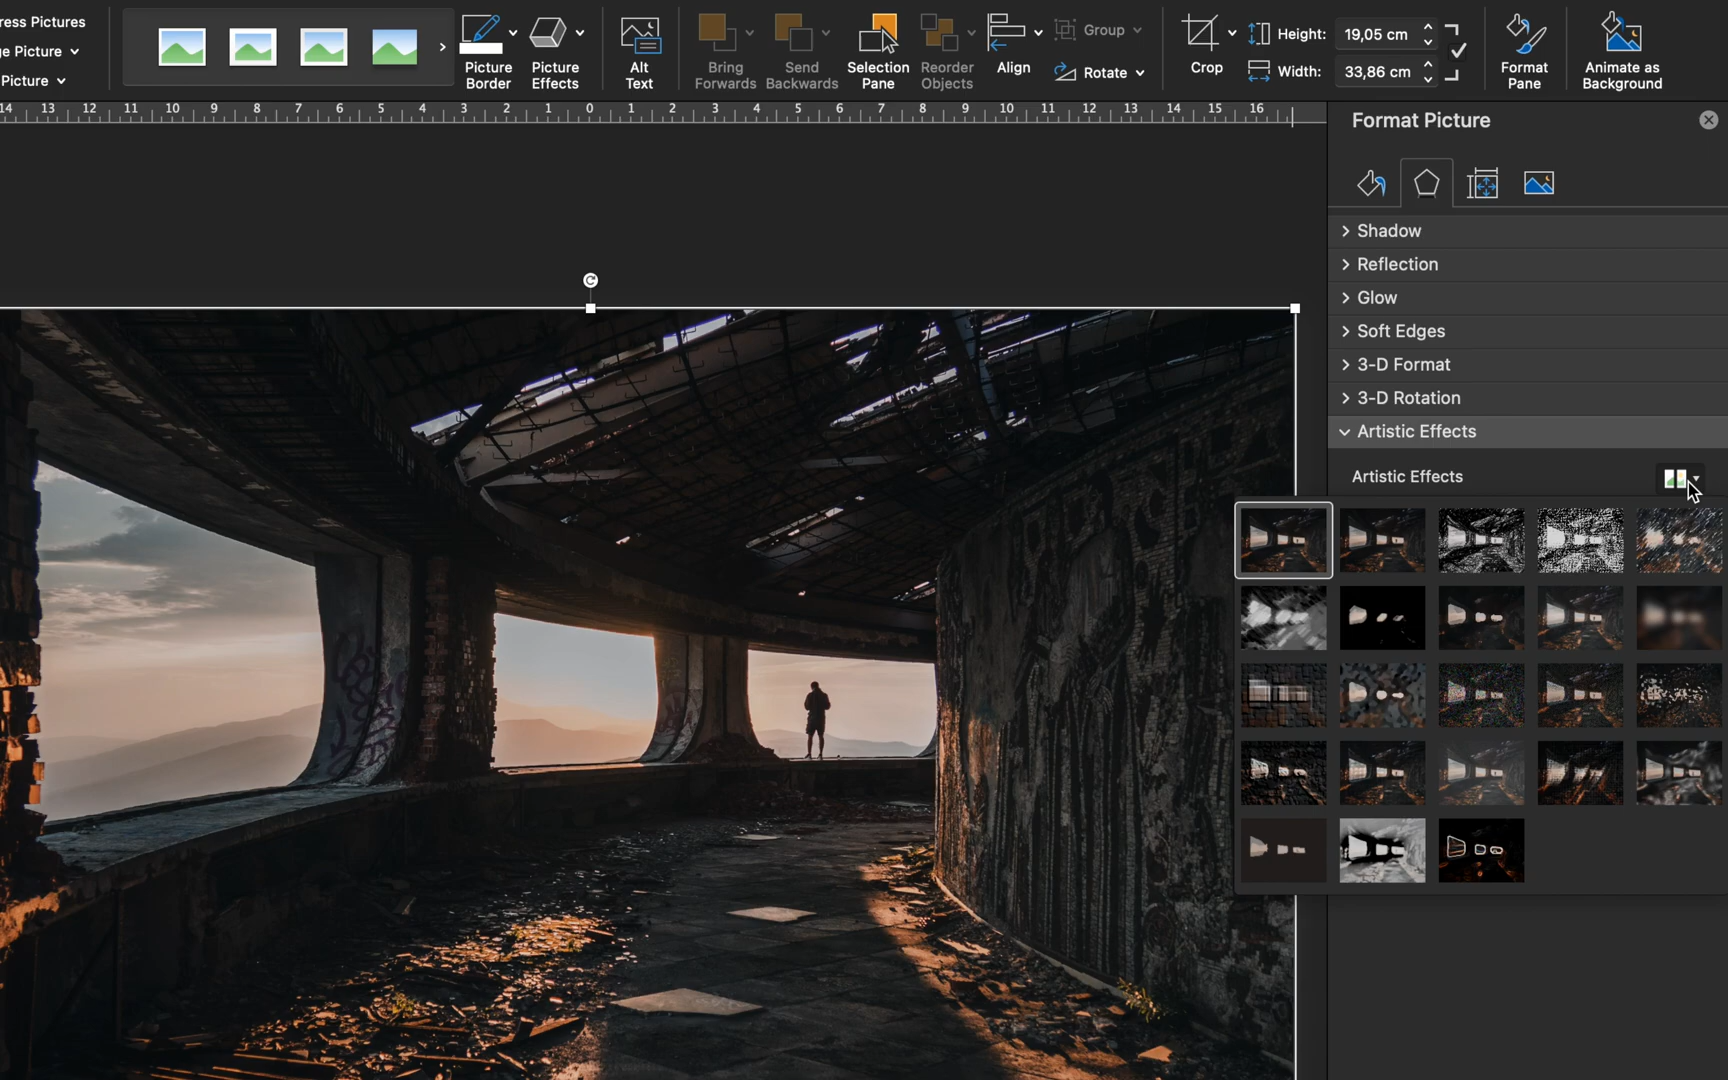 ress Pictures
ge Picture
Picture
Picture
Border
Picture
Effects
Alt
Text
Bring
Forwards
Send
Backwards
Selection
Pane
Reorder
Objects
Align
Group
Rotate
Crop
Height: 19,05 cm
Width: 33,86 cm
Format
Pane
Animate as
Background
14 13 12 11 10 9 8 7 6 5 4 3 2 1 0 1 2 3 4 5 6 7 8 9 10 11 12 13 14 15 16
Format Picture
Shadow
Reflection
Glow
Soft Edges
3-D Format
3-D Rotation
Artistic Effects
Artistic Effects